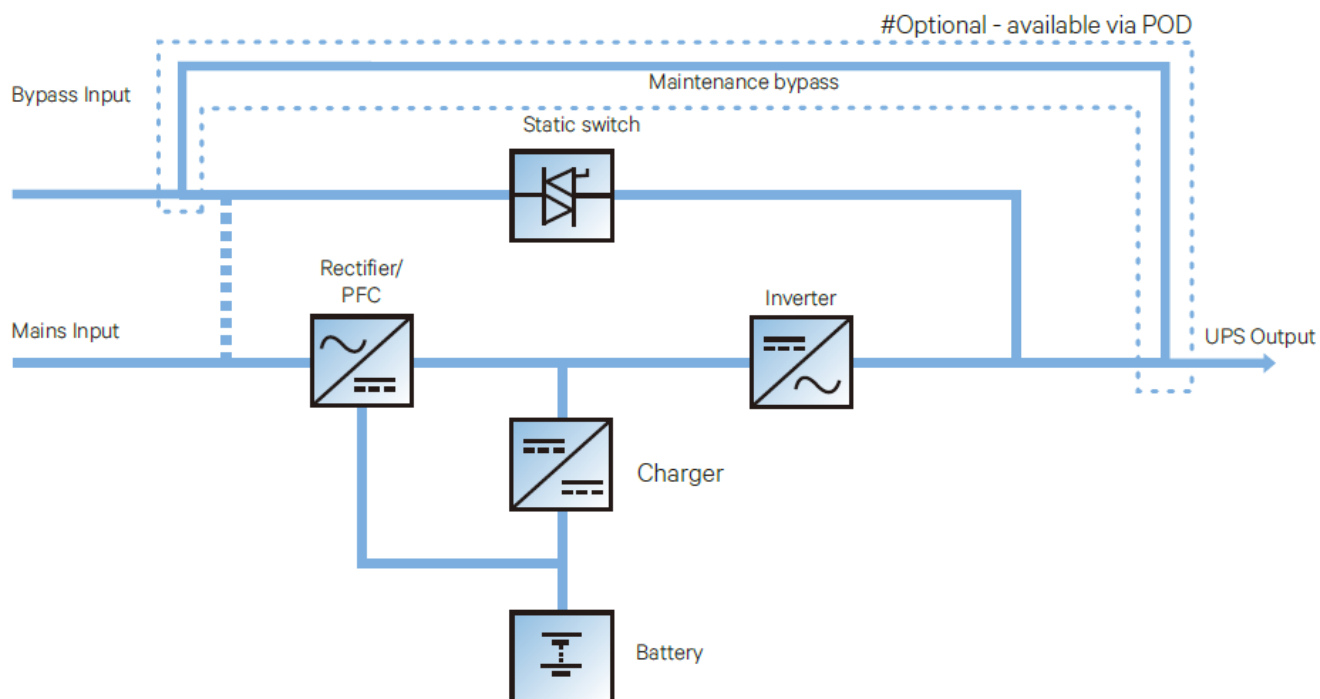 #Optional - available via POD
Maintenance bypass
Bypass Input
Static switch
Rectifier/
PFC
Inverter
Mains Input
UPS Output
Charger
Battery